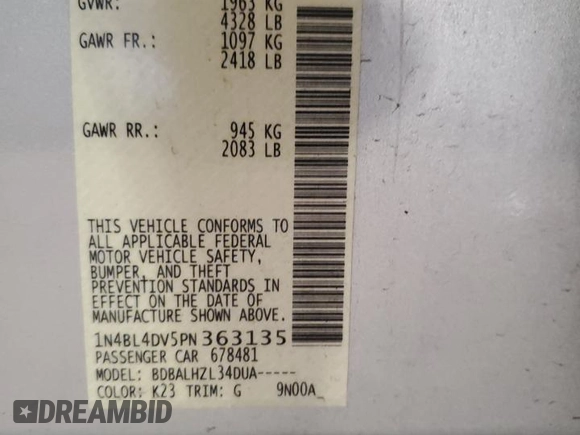 GVWR: 1963 KG
4328 LB
GAWR FR.: 1097 KG
2418 LB
GAWR RR.: 945 KG
2083 LB
THIS VEHICLE CONFORMS TO
ALL APPLICABLE FEDERAL
MOTOR VEHICLE SAFETY,
BUMPER, AND THEFT
PREVENTION STANDARDS IN
EFFECT ON THE DATE OF
MANUFACTURE SHOWN ABOVE.
1N4BL4DV5PN363135
PASSENGER CAR 678481
MODEL: BDBALHZL34DUA-----
COLOR: K23 TRIM: G 9N00A_
DREAMBID